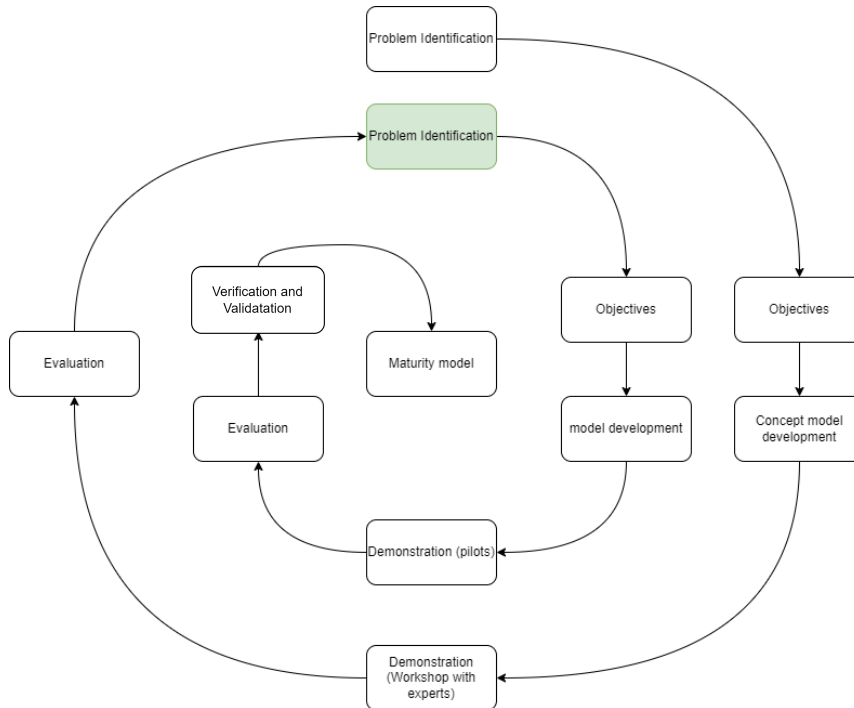 Problem Identification
Problem Identification
Verification and
Validatation
Objectives
Objectives
Evaluation
Maturity model
Evaluation
model development
Concept model
development
Demonstration (pilots)
Demonstration
(Workshop with
experts)